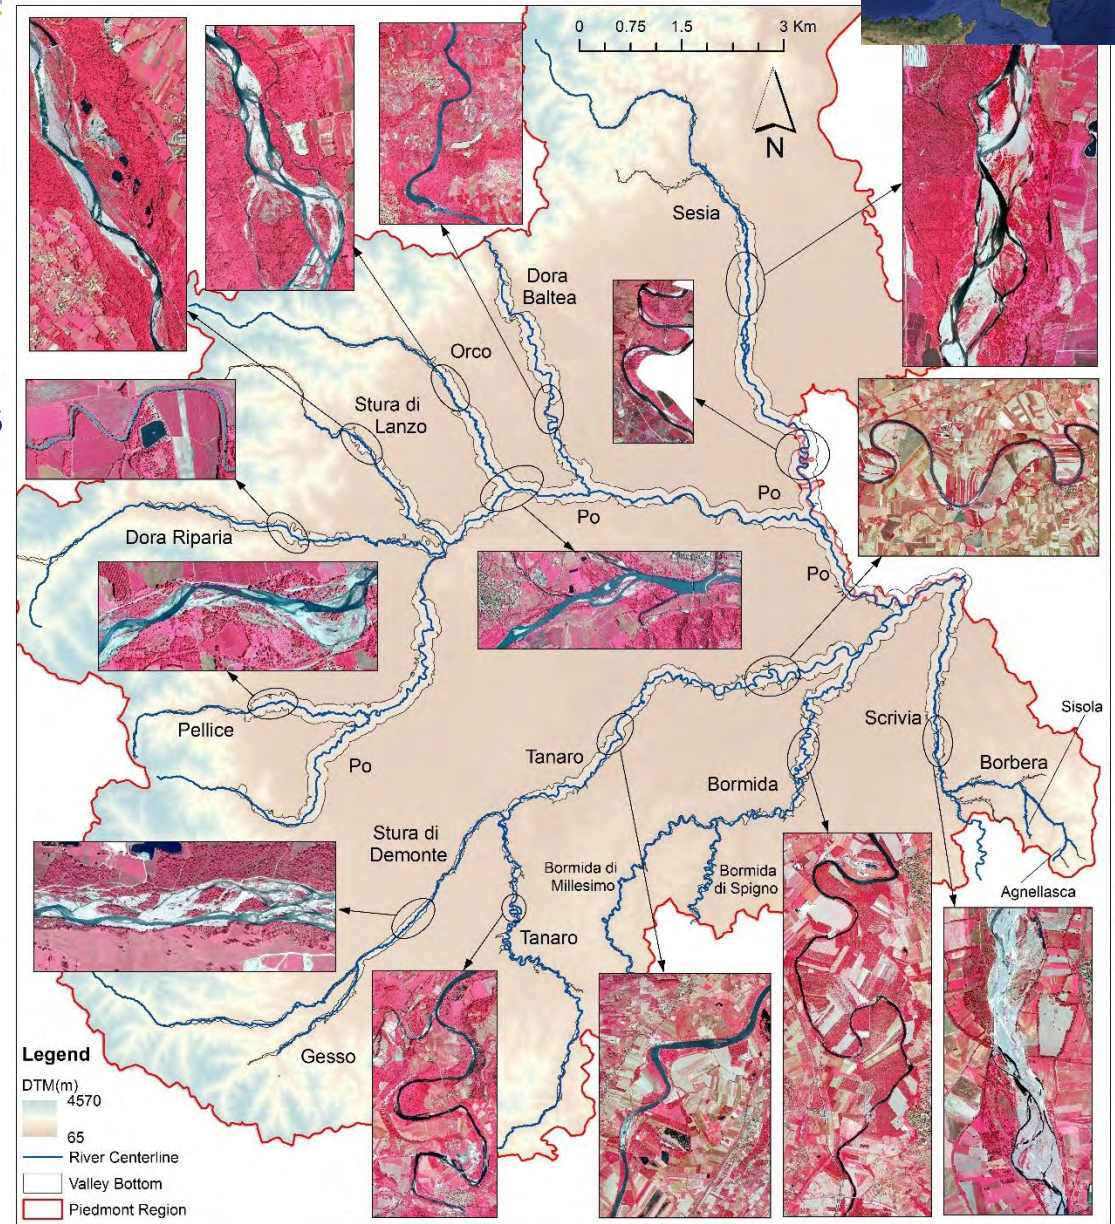 0 0.75 1.5 3 Km
N
Sesia
Dora
Baltea
Orco
Stura di
Lanzo
Po
Po
Dora Riparia
Po
Pellice
Po
Scrivia
Sisola
Tanaro
Borbera
Bormida
Stura di
Demonte
Bormida di
Millesimo
Bormida
di Spigno
Agnellasca
Tanaro
Gesso
Legend
DTM(m)
4570
65
River Centerline
Valley Bottom
Piedmont Region